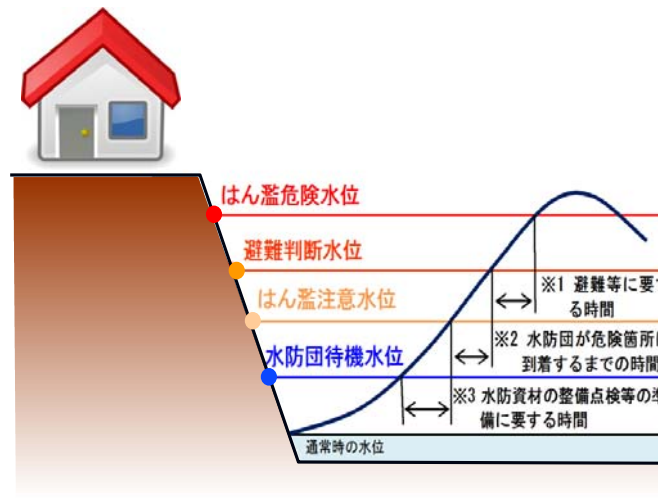 はん濫危険水位
避難判断水位
※1 避難等に要す
る時間
はん濫注意水位
※2 水防団が危険箇所に
到着するまでの時間
水防団待機水位
※3 水防資材の整備点検等の準
備に要する時間
通常時の水位